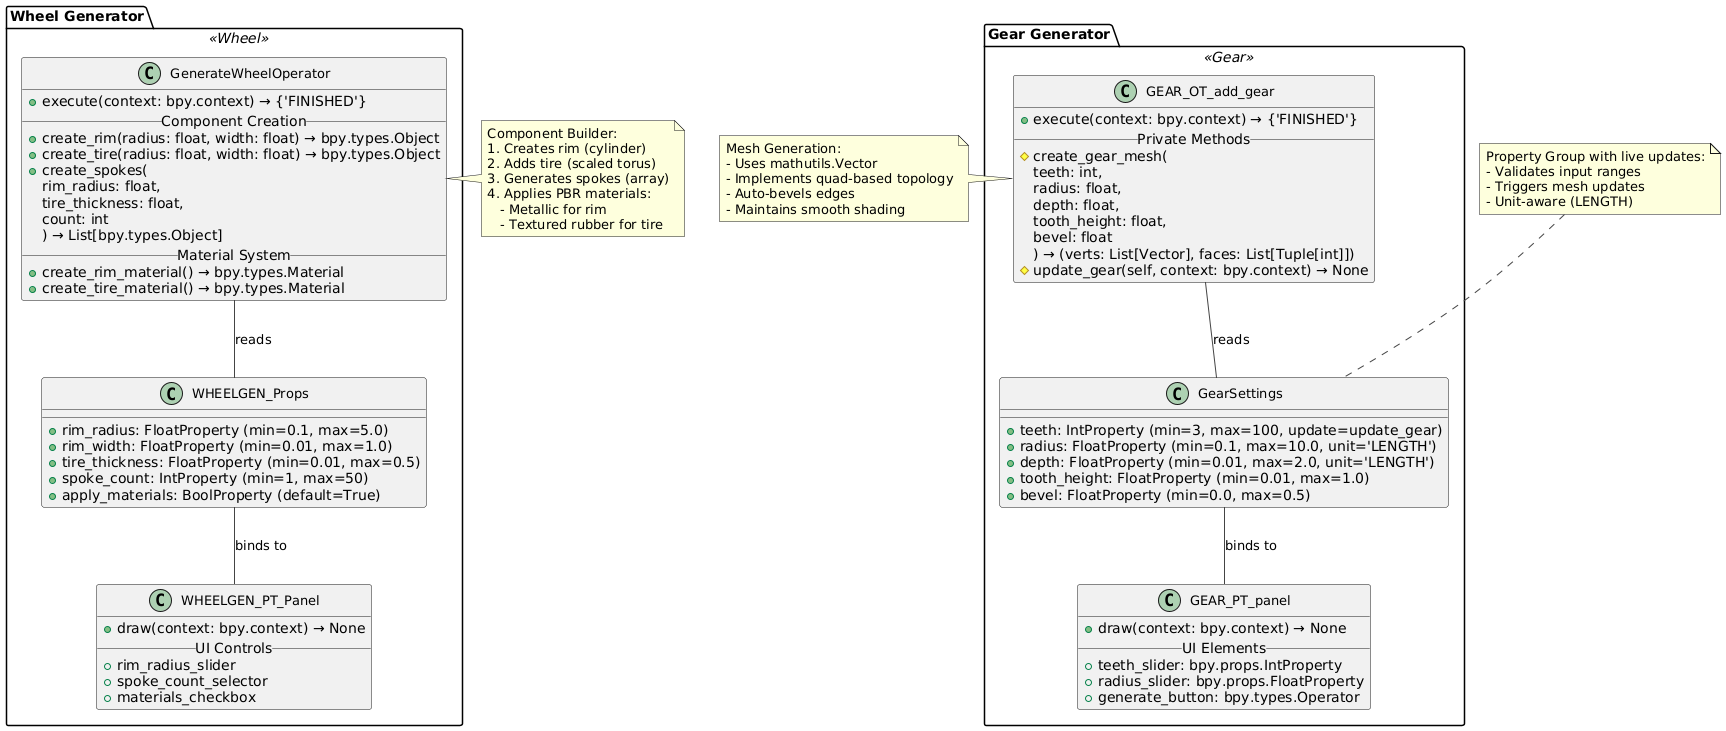 Wheel Generator
«Wheel»
C GenerateWheelOperator
execute(context: bpy.context) → {'FINISHED'}
Component Creation
create_rim(radius: float, width: float) → bpy.types.Object
create_tire(radius: float, width: float) → bpy.types.Object
create_spokes(
rim_radius: float,
tire_thickness: float,
count: int
) → List[bpy.types.Object]
Material System
create_rim_material() → bpy.types.Material
create_tire_material() → bpy.types.Material
Component Builder:
1. Creates rim (cylinder)
2. Adds tire (scaled torus)
3. Generates spokes (array)
4. Applies PBR materials:
- Metallic for rim
- Textured rubber for tire
reads
C WHEELGEN_Props
rim_radius: FloatProperty (min=0.1, max=5.0)
rim_width: FloatProperty (min=0.01, max=1.0)
tire_thickness: FloatProperty (min=0.01, max=0.5)
spoke_count: IntProperty (min=1, max=50)
apply_materials: BoolProperty (default=True)
binds to
C WHEELGEN_PT_Panel
draw(context: bpy.context) → None
UI Controls
rim_radius_slider
spoke_count_selector
materials_checkbox
Gear Generator
«Gear»
Mesh Generation:
- Uses mathutils.Vector
- Implements quad-based topology
- Auto-bevels edges
- Maintains smooth shading
C GEAR_OT_add_gear
execute(context: bpy.context) → {'FINISHED'}
Private Methods
create_gear_mesh(
teeth: int,
radius: float,
depth: float,
tooth_height: float,
bevel: float
) → (verts: List[Vector], faces: List[Tuple[int]])
update_gear(self, context: bpy.context) → None
Property Group with live updates:
- Validates input ranges
- Triggers mesh updates
- Unit-aware (LENGTH)
reads
C GearSettings
teeth: IntProperty (min=3, max=100, update=update_gear)
radius: FloatProperty (min=0.1, max=10.0, unit='LENGTH')
depth: FloatProperty (min=0.01, max=2.0, unit='LENGTH')
tooth_height: FloatProperty (min=0.01, max=1.0)
bevel: FloatProperty (min=0.0, max=0.5)
binds to
C GEAR_PT_panel
draw(context: bpy.context) → None
UI Elements
teeth_slider: bpy.props.IntProperty
radius_slider: bpy.props.FloatProperty
generate_button: bpy.types.Operator